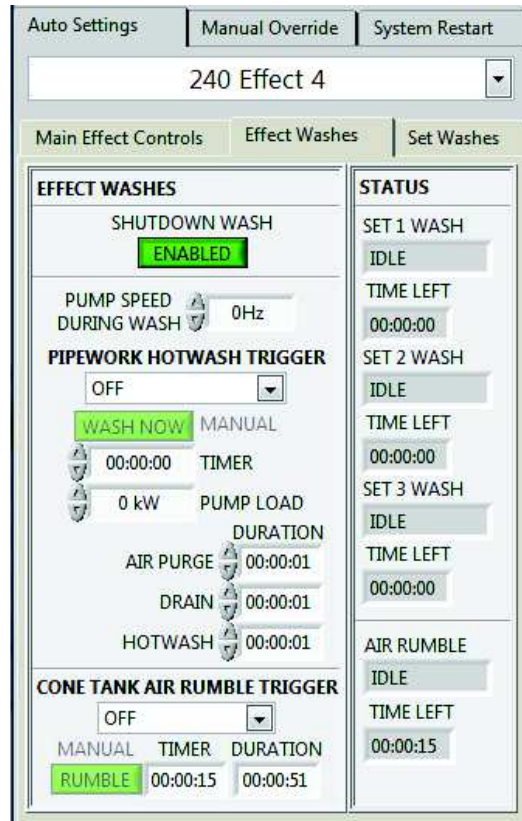 Auto Settings Manual Override System Restart
240 Effect 4
Main Effect Controls Effect Washes Set Washes
EFFECT WASHES
SHUTDOWN WASH
ENABLED
PUMP SPEED
DURING WASH 0Hz
PIPEWORK HOTWASH TRIGGER
OFF
WASH NOW MANUAL
00:00:00 TIMER
0 kW PUMP LOAD
DURATION
AIR PURGE 00:00:01
DRAIN 00:00:01
HOTWASH 00:00:01
CONE TANK AIR RUMBLE TRIGGER
OFF
MANUAL TIMER DURATION
RUMBLE 00:00:15 00:00:51
STATUS
SET 1 WASH
IDLE
TIME LEFT
00:00:00
SET 2 WASH
IDLE
TIME LEFT
00:00:00
SET 3 WASH
IDLE
TIME LEFT
00:00:00
AIR RUMBLE
IDLE
TIME LEFT
00:00:15